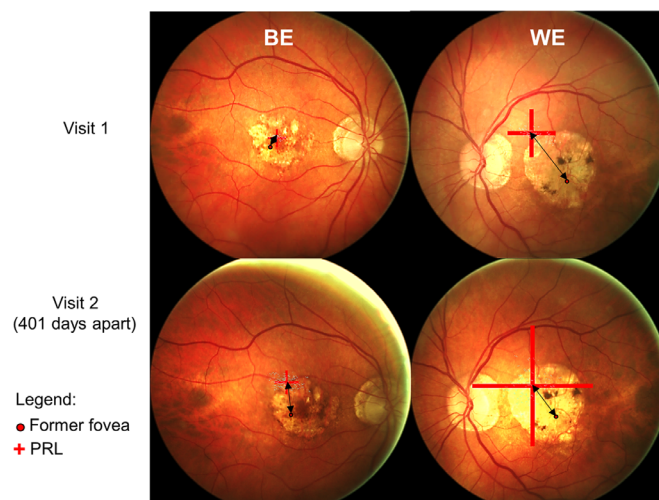 BE
WE
Visit 1
Visit 2
(401 days apart)
Legend:
Former fovea
PRL